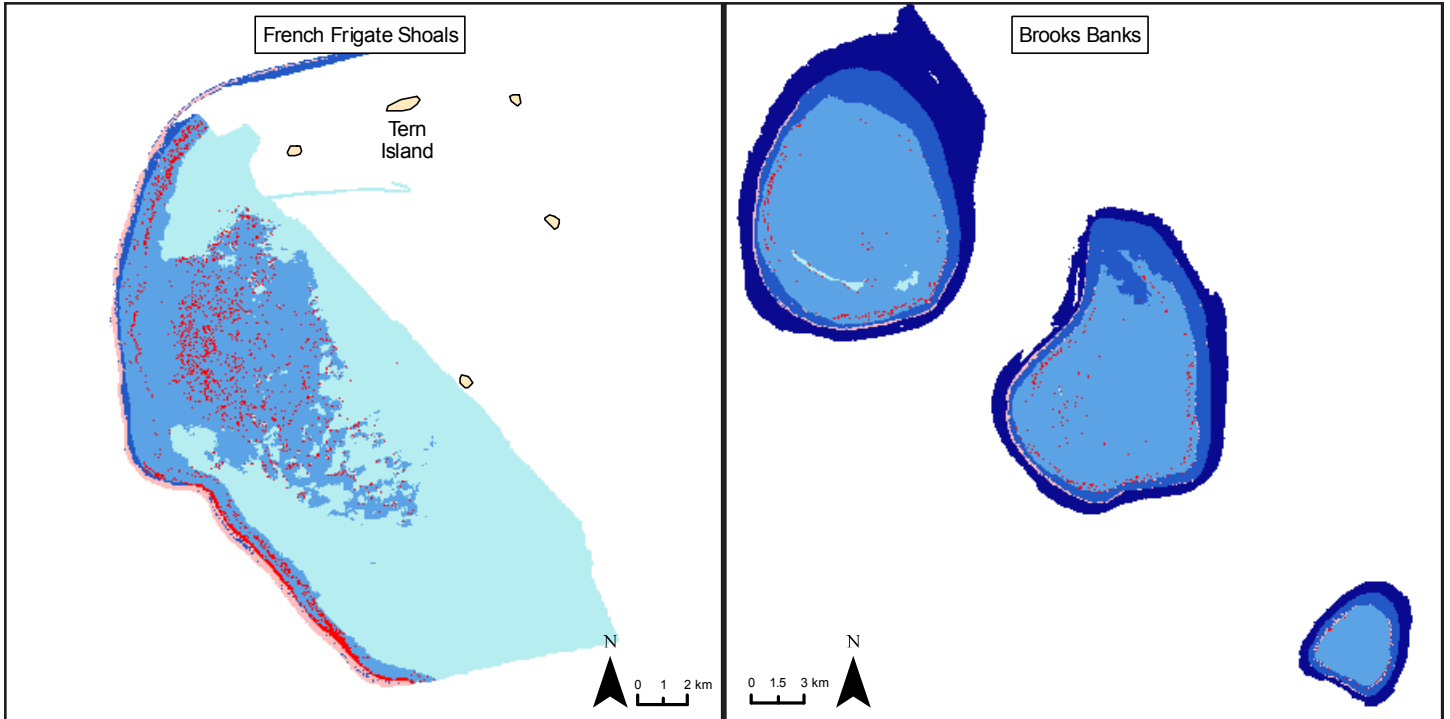 French Frigate Shoals
Tern
Island
N
0 1 2 km
Brooks Banks
N
0 1.5 3 km